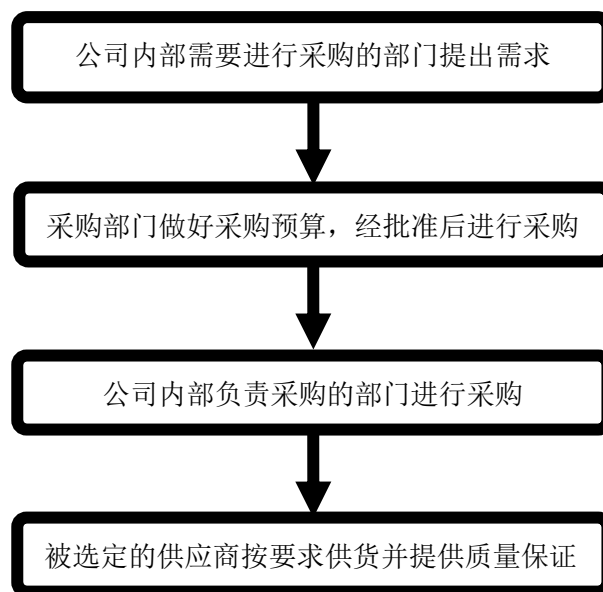 公司内部需要进行采购的部门提出需求
采购部门做好采购预算，经批准后进行采购
公司内部负责采购的部门进行采购
被选定的供应商按要求供货并提供质量保证